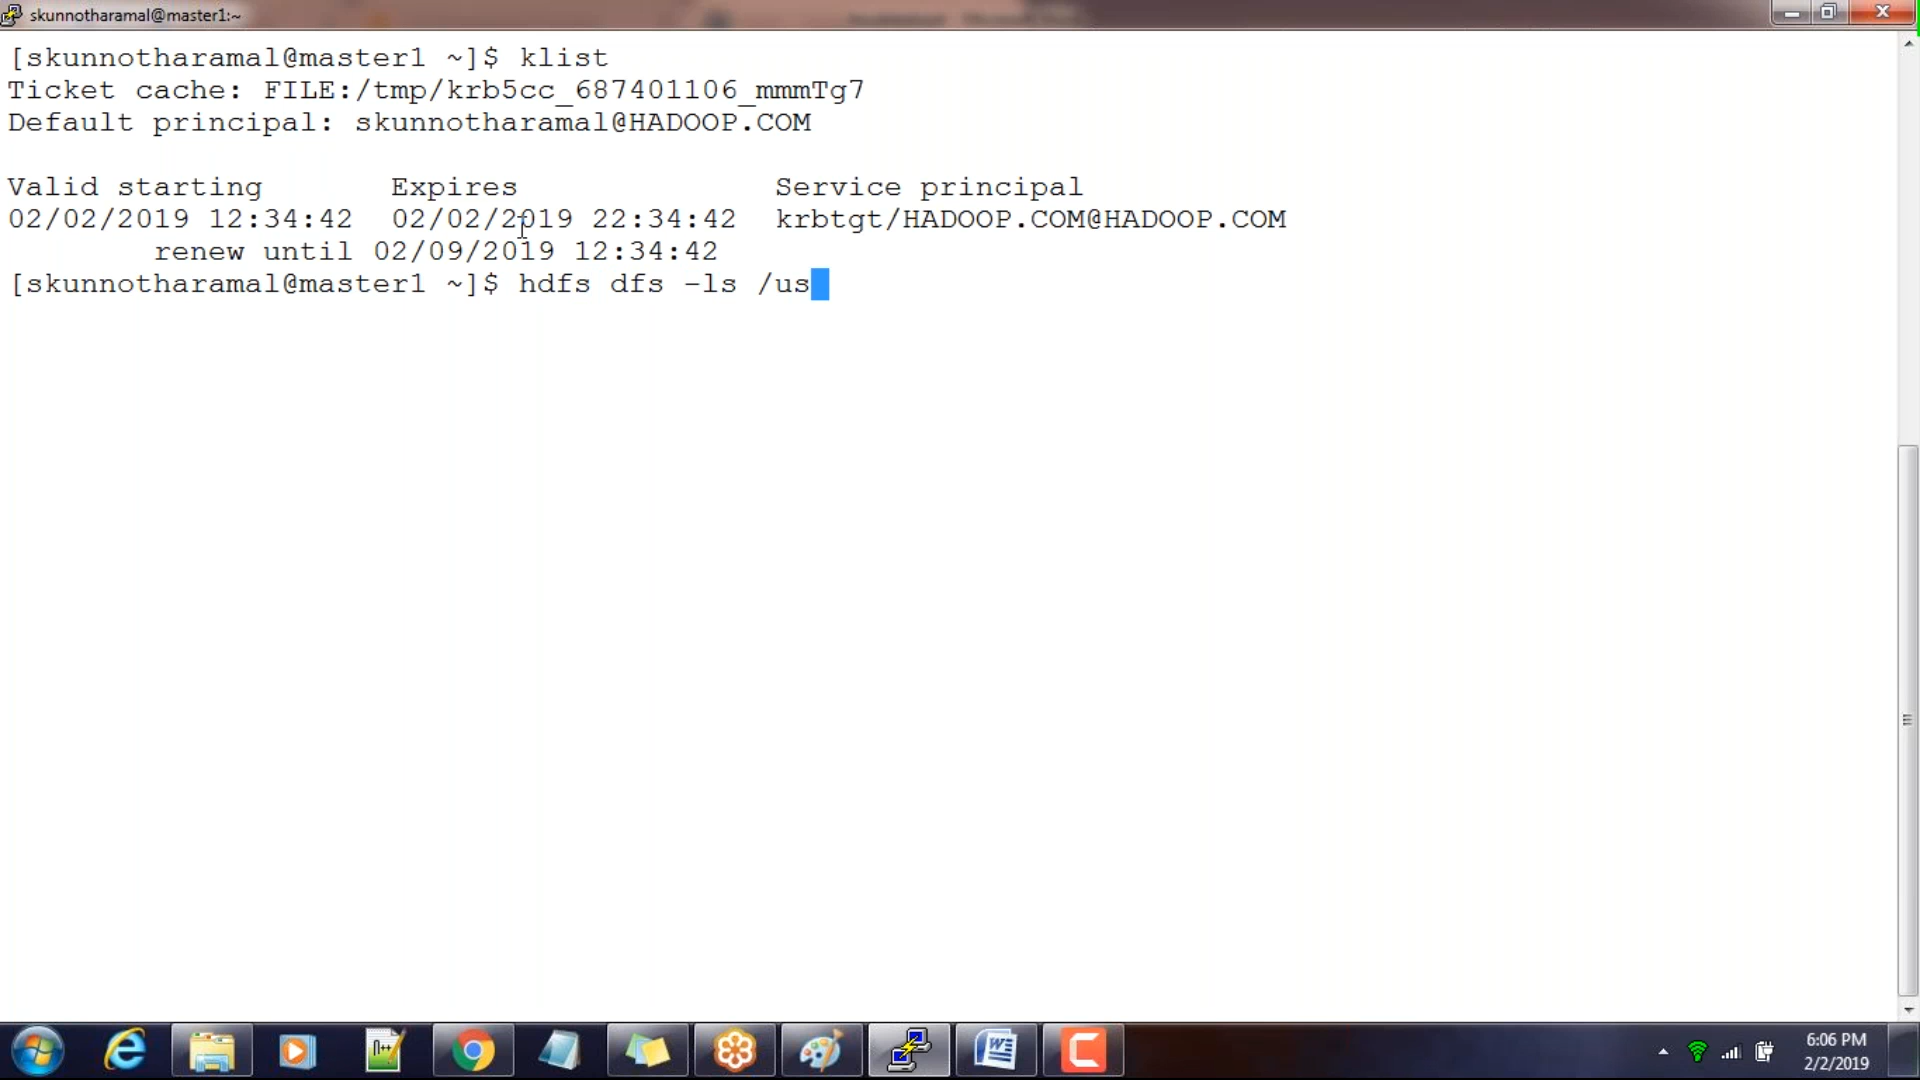 skunnotharamal@master1:~
[skunnotharamal@master1 ~]$ klist
Ticket cache: FILE:/tmp/krb5cc_687401106_mmmTg7
Default principal: skunnotharamal@HADOOP.COM
Valid starting       Expires              Service principal
02/02/2019 12:34:42  02/02/2019 22:34:42  krbtgt/HADOOP.COM@HADOOP.COM
        renew until 02/09/2019 12:34:42
[skunnotharamal@master1 ~]$ hdfs dfs -ls /us
6:06 PM
2/2/2019